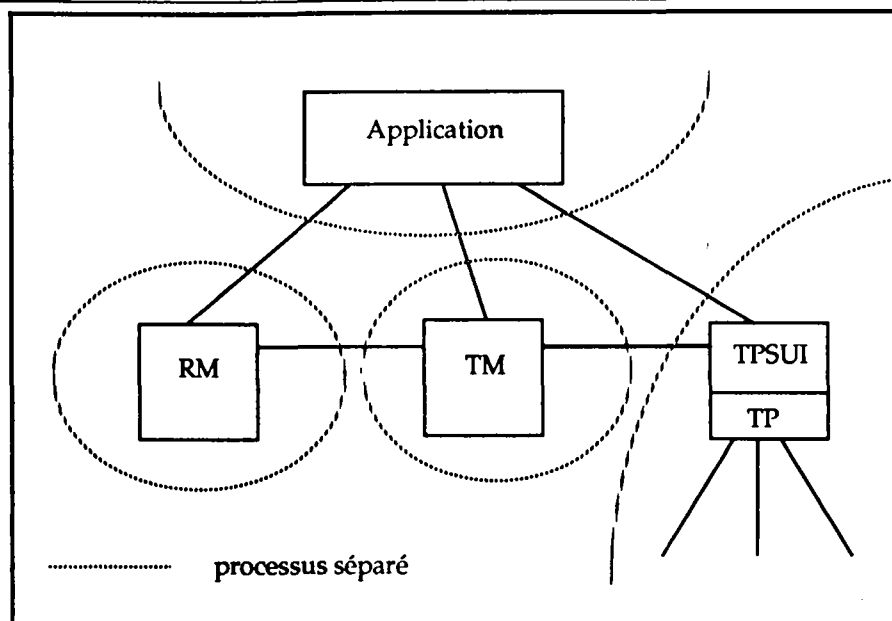 Application
RM
TM
TPSUI
TP
processus séparé